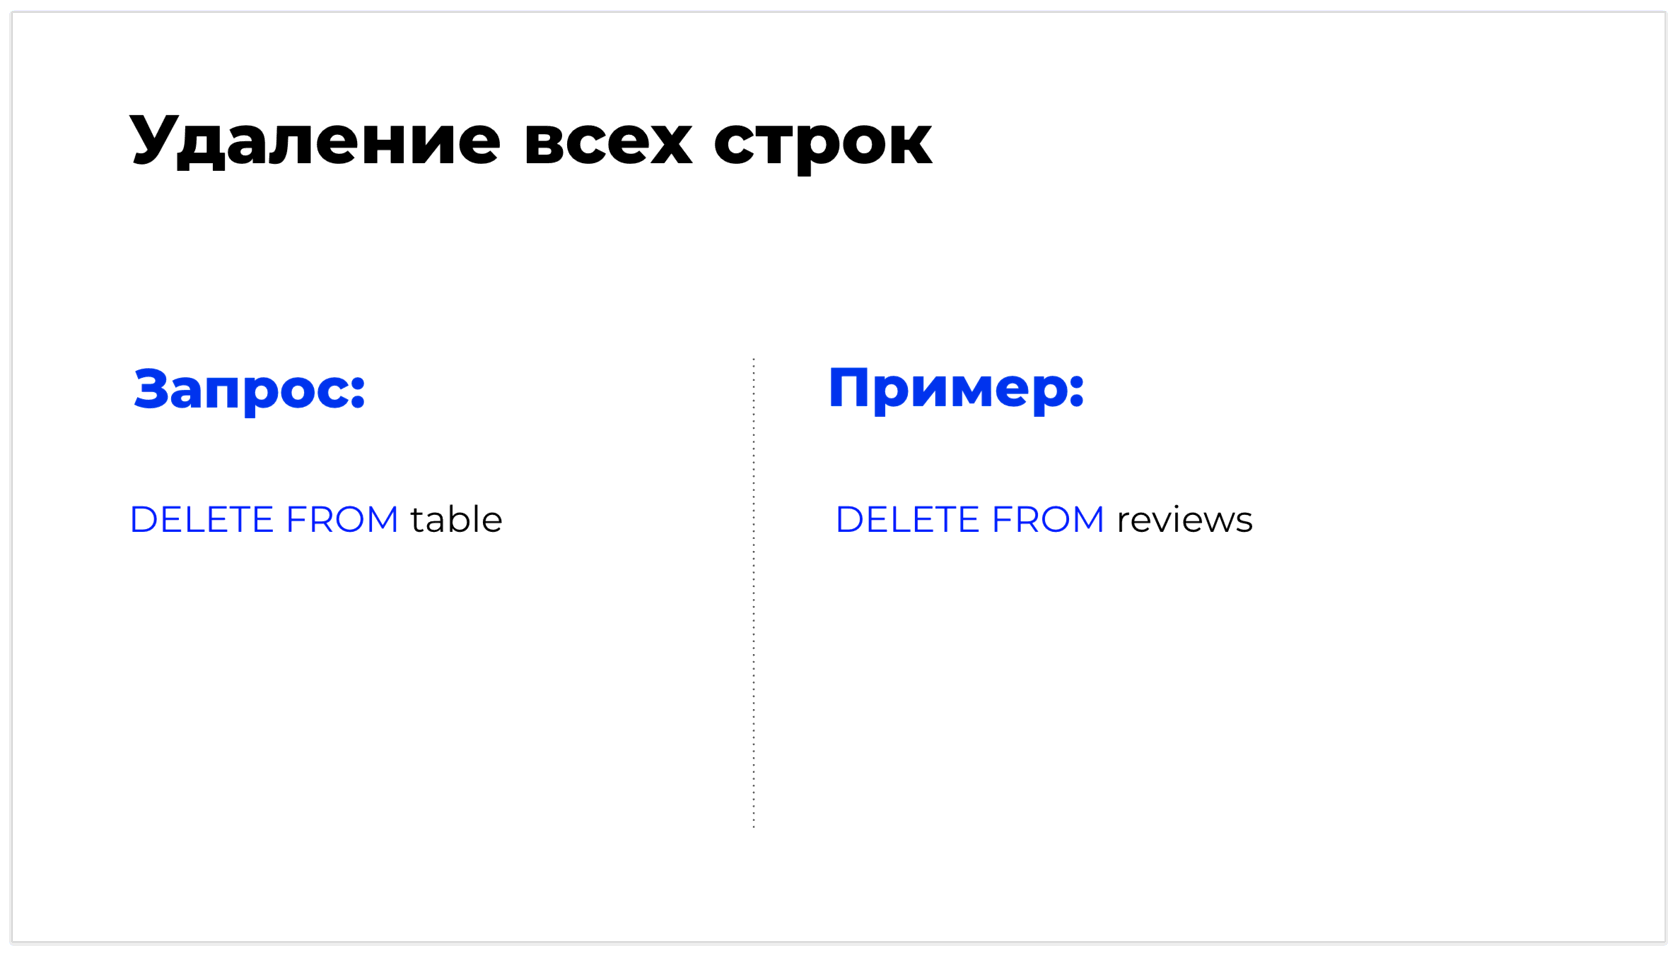 Удаление всех строк
Запрос:
DELETE FROM table
Пример:
DELETE FROM reviews